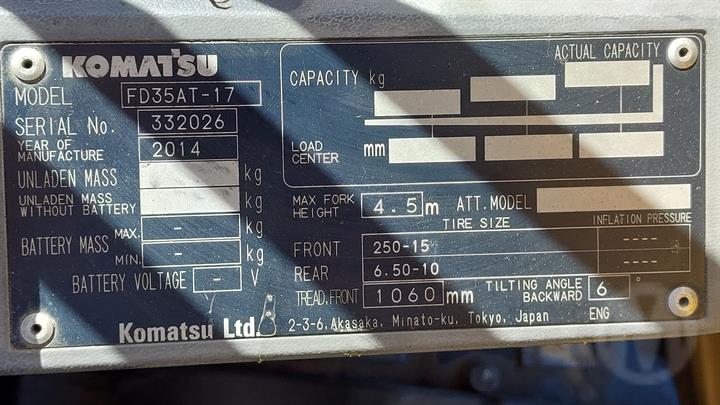 KOMATSU
MODEL FD35AT-17
SERIAL No. 332026
YEAR OF MANUFACTURE 2014
UNLADEN MASS kg
UNLADEN MASS WITHOUT BATTERY kg
BATTERY MASS MAX. - kg
MIN. - kg
BATTERY VOLTAGE - V
ACTUAL CAPACITY
CAPACITY kg
LOAD CENTER mm
MAX FORK HEIGHT 4.5 m ATT. MODEL
TIRE SIZE INFLATION PRESSURE
FRONT 250-15 ----
REAR 6.50-10 ----
TREAD.FRONT 1060 mm TILTING ANGLE BACKWARD 6°
Komatsu Ltd. 2-3-6, Akasaka, Minato-ku, Tokyo, Japan ENG